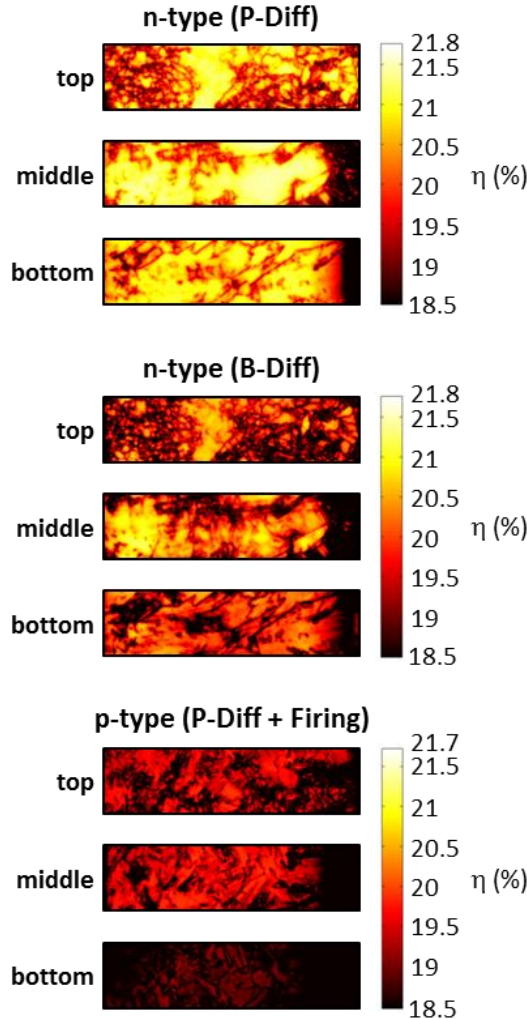 n-type (P-Diff)
top
middle
bottom
21.8
21.5
21
20.5
20
19.5
19
18.5
η (%)
n-type (B-Diff)
top
middle
bottom
21.8
21.5
21
20.5
20
19.5
19
18.5
η (%)
p-type (P-Diff + Firing)
top
middle
bottom
21.7
21.5
21
20.5
20
19.5
19
18.5
η (%)